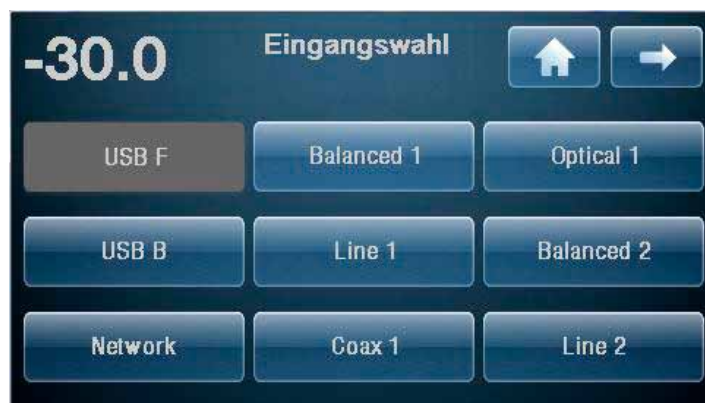 -30.0
Eingangswahl
USB F
Balanced 1
Optical 1
USB B
Line 1
Balanced 2
Network
Coax 1
Line 2